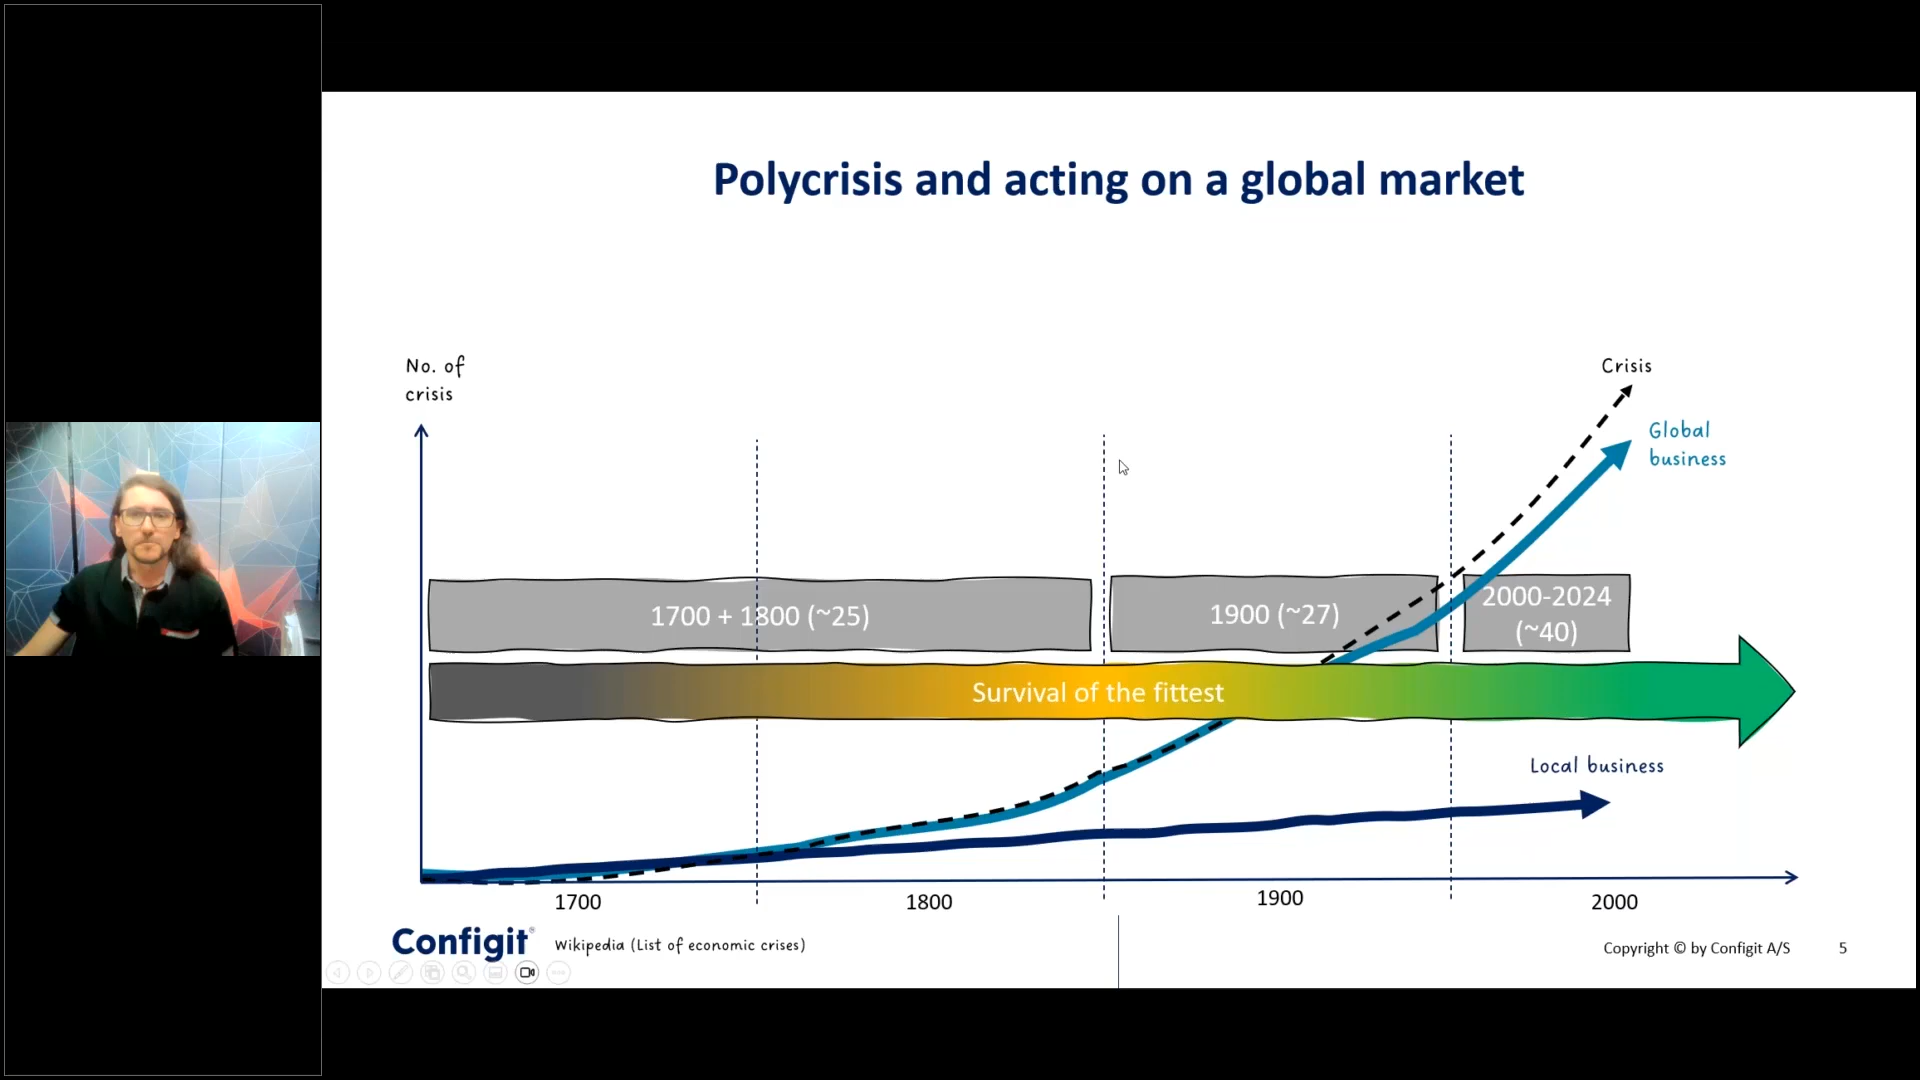 Polycrisis and acting on a global market
No. of
crisis
Crisis
Global
business
1700 + 1800 (~25)
1900 (~27)
2000-2024
(~40)
Survival of the fittest
Local business
1700
1800
1900
2000
Configit®
Wikipedia (List of economic crises)
Copyright © by Configit A/S
5